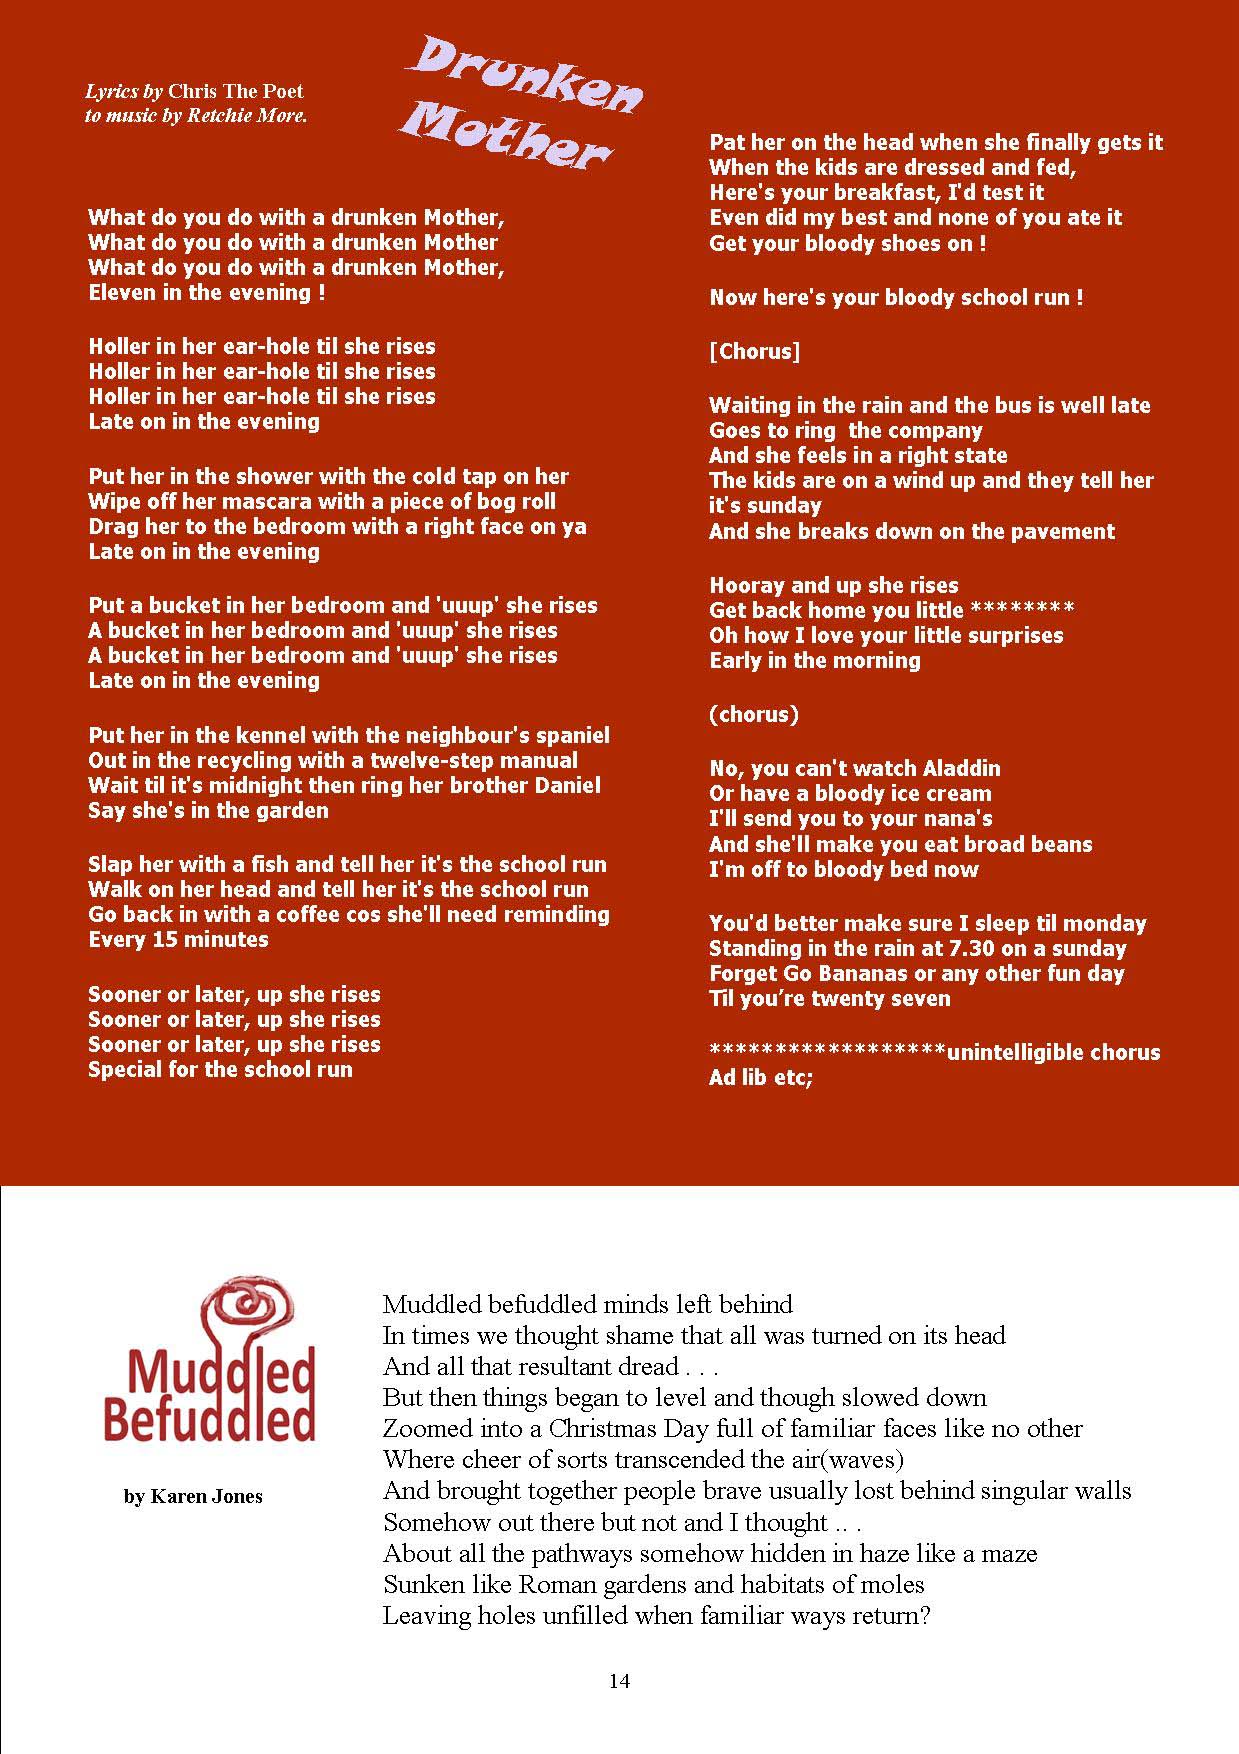 Drunken
Mother
Lyrics by Chris The Poet
to music by Retchie More.
What do you do with a drunken Mother,
What do you do with a drunken Mother
What do you do with a drunken Mother,
Eleven in the evening !
Holler in her ear-hole til she rises
Holler in her ear-hole til she rises
Holler in her ear-hole til she rises
Late on in the evening
Put her in the shower with the cold tap on her
Wipe off her mascara with a piece of bog roll
Drag her to the bedroom with a right face on ya
Late on in the evening
Put a bucket in her bedroom and 'uuup' she rises
A bucket in her bedroom and 'uuup' she rises
A bucket in her bedroom and 'uuup' she rises
Late on in the evening
Put her in the kennel with the neighbour's spaniel
Out in the recycling with a twelve-step manual
Wait til it's midnight then ring her brother Daniel
Say she's in the garden
Slap her with a fish and tell her it's the school run
Walk on her head and tell her it's the school run
Go back in with a coffee cos she'll need reminding
Every 15 minutes
Sooner or later, up she rises
Sooner or later, up she rises
Sooner or later, up she rises
Special for the school run
Pat her on the head when she finally gets it
When the kids are dressed and fed,
Here's your breakfast, I'd test it
Even did my best and none of you ate it
Get your bloody shoes on !
Now here's your bloody school run !
[Chorus]
Waiting in the rain and the bus is well late
Goes to ring  the company
And she feels in a right state
The kids are on a wind up and they tell her
it's sunday
And she breaks down on the pavement
Hooray and up she rises
Get back home you little ********
Oh how I love your little surprises
Early in the morning
(chorus)
No, you can't watch Aladdin
Or have a bloody ice cream
I'll send you to your nana's
And she'll make you eat broad beans
I'm off to bloody bed now
You'd better make sure I sleep til monday
Standing in the rain at 7.30 on a sunday
Forget Go Bananas or any other fun day
Til you’re twenty seven
******************unintelligible chorus
Ad lib etc;
Muddled
Befuddled
by Karen Jones
Muddled befuddled minds left behind
In times we thought shame that all was turned on its head
And all that resultant dread . . .
But then things began to level and though slowed down
Zoomed into a Christmas Day full of familiar faces like no other
Where cheer of sorts transcended the air(waves)
And brought together people brave usually lost behind singular walls
Somehow out there but not and I thought .. .
About all the pathways somehow hidden in haze like a maze
Sunken like Roman gardens and habitats of moles
Leaving holes unfilled when familiar ways return?
14